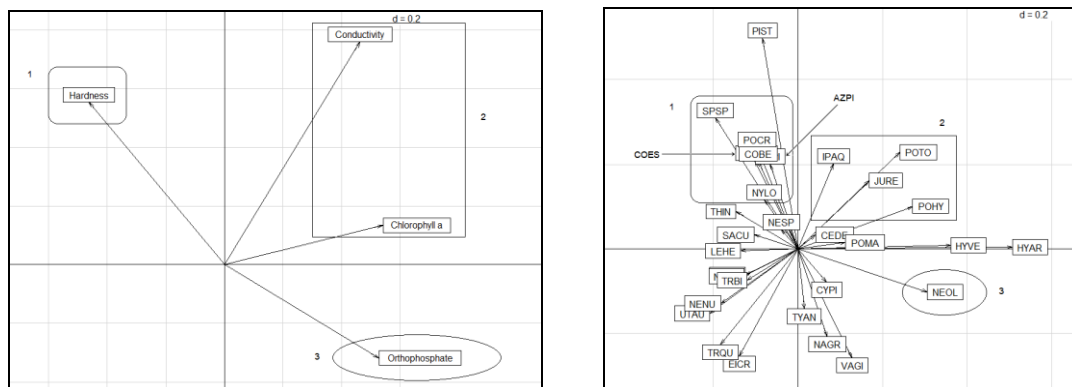 d = 0.2
Conductivity
1
Hardness
2
Chlorophyll a
3
Orthophosphate
d = 0.2
PIST
1
AZPI
SPSP
2
POCR
COES
COBE
IPAQ
POTO
JURE
NYLO
POHY
THIN
NESP
SACU
CEDE
POMA
LEHE
HYVE
HYAR
TRBI
CYPI
NEOL
3
NENU
UTAU
TYAN
NAGR
TRQU
EICR
VAGI